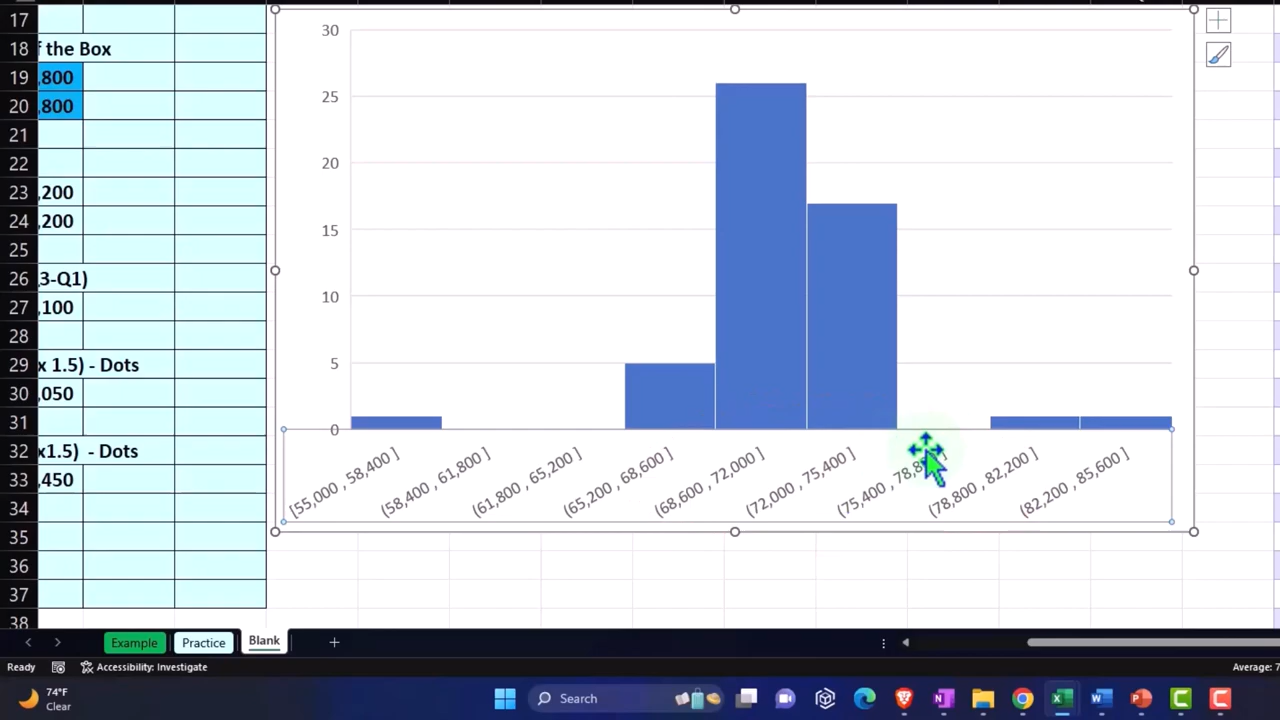 17
18 f the Box
19 ,800
20 ,800
21
22
23 ,200
24 ,200
25
26 3-Q1)
27 ,100
28
29 x 1.5) - Dots
30 ,050
31
32 x1.5) - Dots
33 ,450
34
35
36
37
38
30
25
20
15
10
5
0
[55,000 , 58,400 ]
(58,400 , 61,800 ]
(61,800 , 65,200 ]
(65,200 , 68,600 ]
(68,600 , 72,000 ]
(72,000 , 75,400 ]
(75,400 ,
(78,800 , 82,200 ]
(82,200 , 85,600 ]
Example Practice Blank
Ready Accessibility: Investigate Average: 7
74°F
Clear
Search